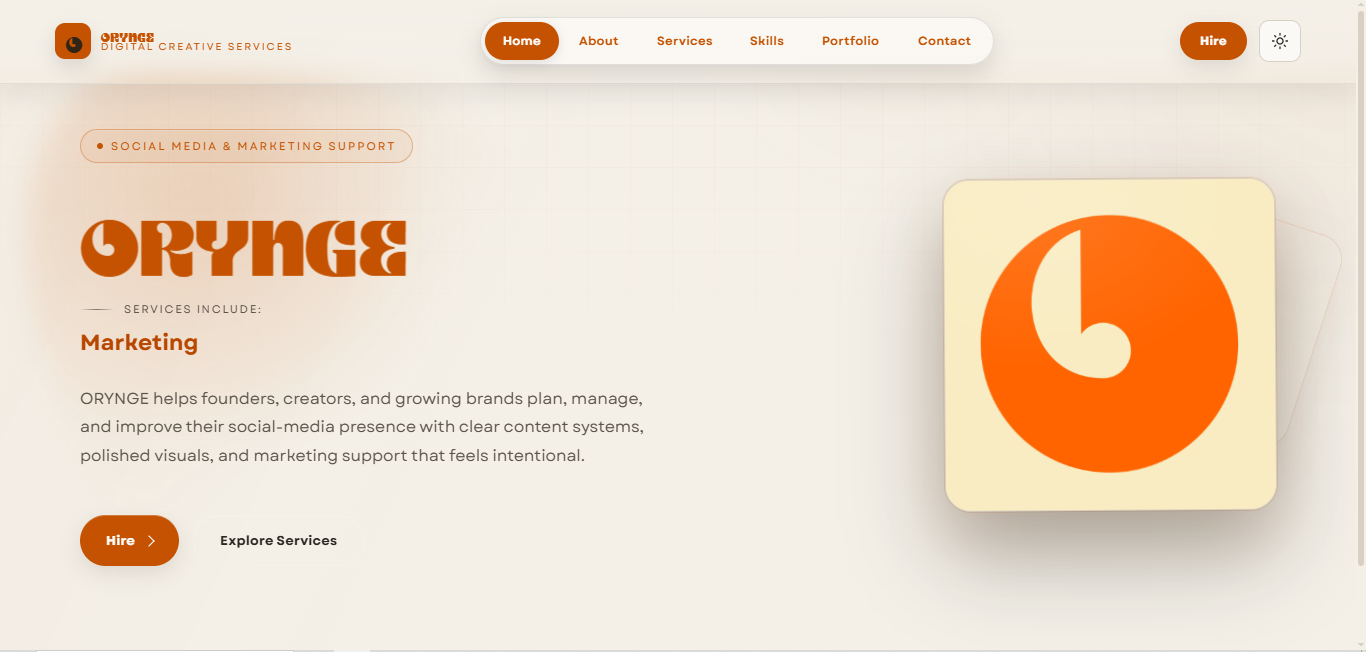 ORYNGE
DIGITAL CREATIVE SERVICES
Home
About
Services
Skills
Portfolio
Contact
Hire
SOCIAL MEDIA & MARKETING SUPPORT
ORYNGE
SERVICES INCLUDE:
Marketing
ORYNGE helps founders, creators, and growing brands plan, manage,
and improve their social-media presence with clear content systems,
polished visuals, and marketing support that feels intentional.
Hire
Explore Services